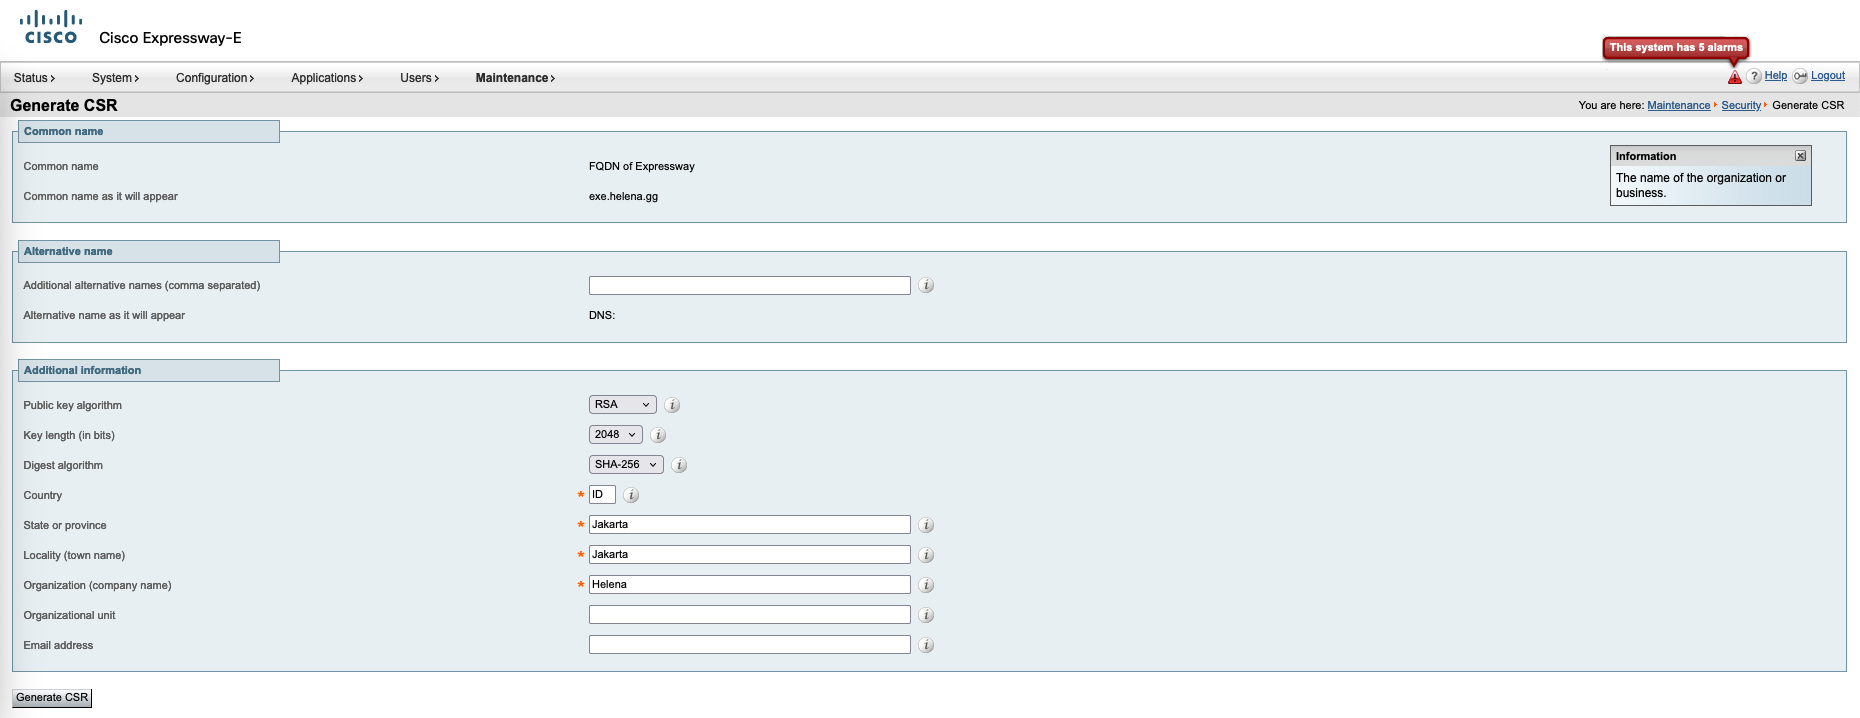 CISCO
Cisco Expressway-E
This system has 5 alarms
Status › System › Configuration › Applications › Users › Maintenance ›
? Help Logout
Generate CSR
You are here: Maintenance Security Generate CSR
Common name
Common name FQDN of Expressway
Common name as it will appear exe.helena.gg
Information
The name of the organization or
business.
Alternative name
Additional alternative names (comma separated) i
Alternative name as it will appear DNS:
Additional information
Public key algorithm RSA i
Key length (in bits) 2048 i
Digest algorithm SHA-256 i
Country * ID i
State or province * Jakarta i
Locality (town name) * Jakarta i
Organization (company name) * Helena i
Organizational unit i
Email address i
Generate CSR